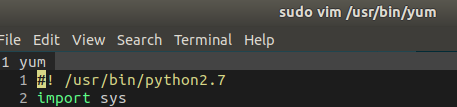 sudo vim /usr/bin/yum
File Edit View Search Terminal Help
1 yum
1 #! /usr/bin/python2.7
2 import sys